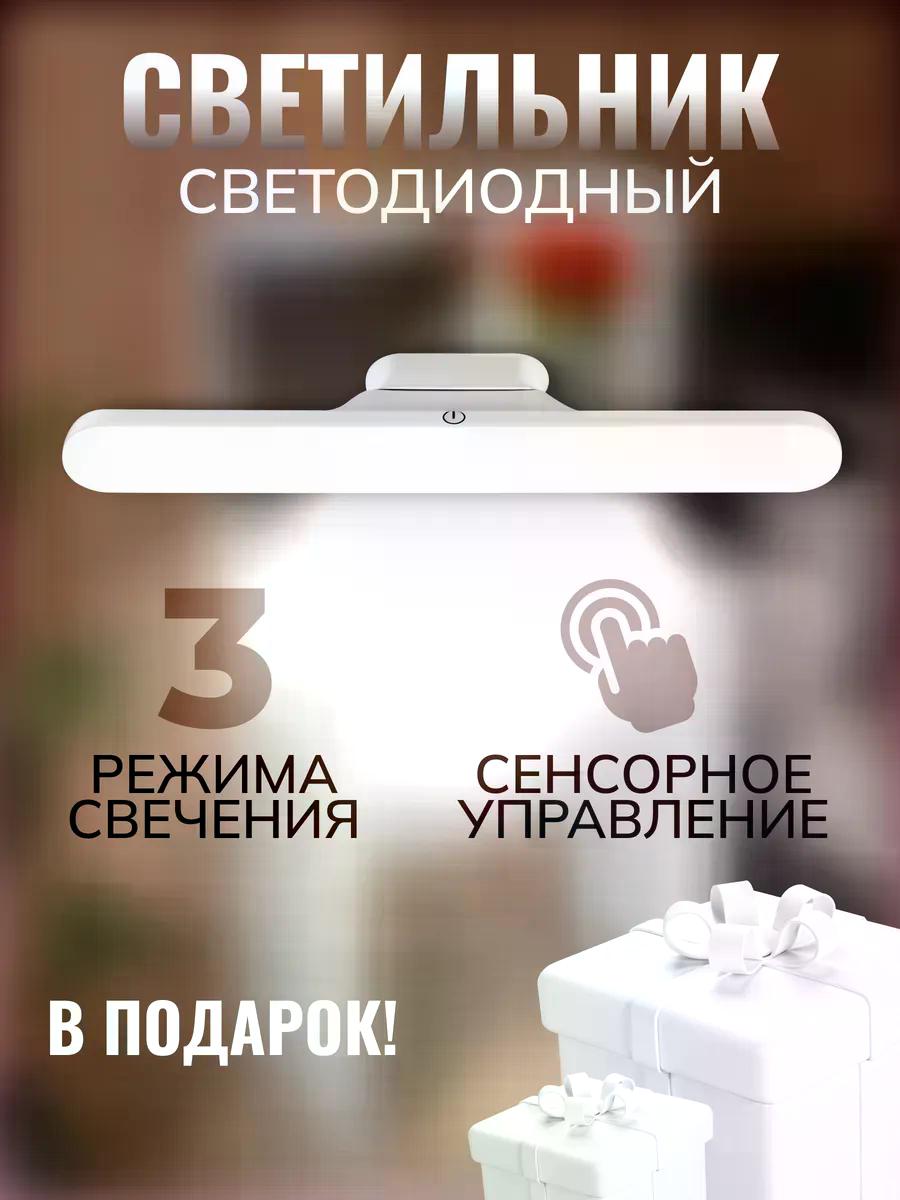 СВЕТИЛЬНИК
СВЕТОДИОДНЫЙ
3
РЕЖИМА
СВЕЧЕНИЯ
СЕНСОРНОЕ
УПРАВЛЕНИЕ
В ПОДАРОК!